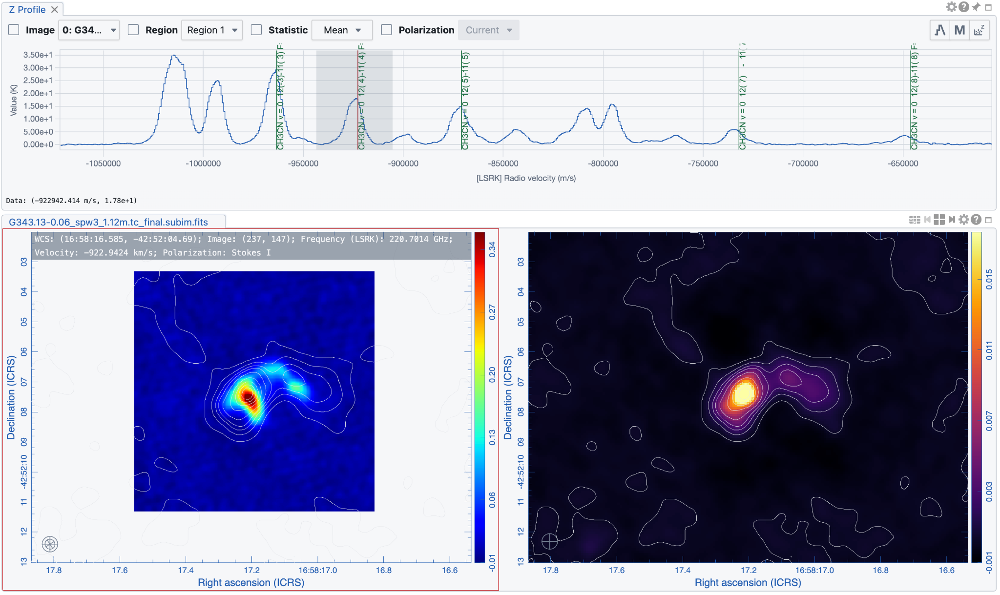 Z Profile
Image 0: G34... Region Region 1 Statistic Mean Polarization Current M Z
Value (K)
3.50e+1
3.00e+1
2.50e+1
2.00e+1
1.50e+1
1.00e+1
5.00e+0
0.00e+0
CH3CN v = 0 12(-3)-11( 3) F=
CH3CN v = 0 12( 4)-11( 4) F=
CH3CN v = 0 12( 5)-11( 5)
CH3CN v = 0 12( 7) - 11( 7
CH3CN v = 0 12( 8)-11( 8) F=
-1050000 -1000000 -950000 -900000 -850000 -800000 -750000 -700000 -650000
[LSRK] Radio velocity (m/s)
Data: (-922942.414 m/s, 1.78e+1)
G343.13-0.06_spw3_1.12m.tc_final.subim.fits
WCS: (16:58:16.585, -42:52:04.69); Image: (237, 147); Frequency (LSRK): 220.7014 GHz;
Velocity: -922.9424 km/s; Polarization: Stokes I
Declination (ICRS)
03
04
05
06
07
08
09
-42:52:10
11
12
13
17.8 17.6 17.4 17.2 16:58:17.0 16.8 16.6
Right ascension (ICRS)
0.34
0.27
0.20
0.13
0.06
-0.01
Declination (ICRS)
03
04
05
06
07
08
09
-42:52:10
11
12
13
17.8 17.6 17.4 17.2 16:58:17.0 16.8 16.6
Right ascension (ICRS)
0.015
0.011
0.007
0.003
-0.001